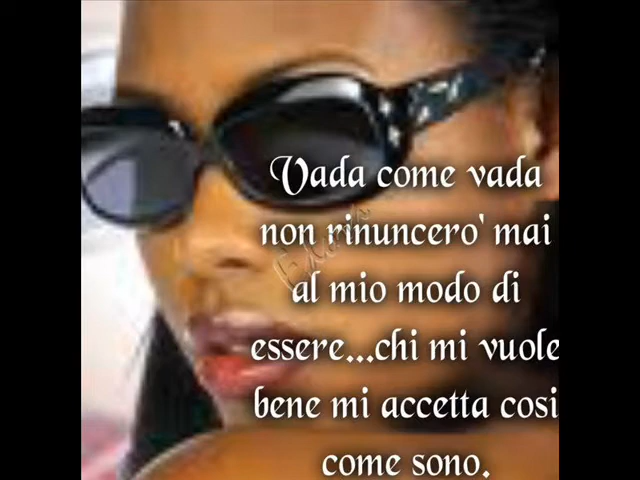 Vada come vada
non rinuncero' mai
al mio modo di
essere...chi mi vuole
bene mi accetta cosi
come sono.